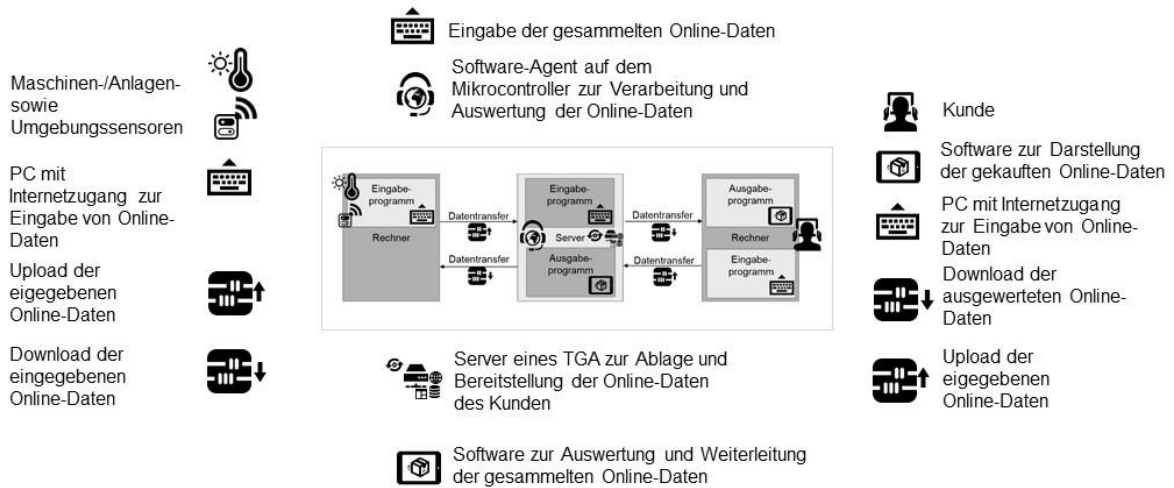 Eingabe der gesammelten Online-Daten
Software-Agent auf dem
Mikrocontroller zur Verarbeitung und
Auswertung der Online-Daten
Maschinen-/Anlagen-
sowie
Umgebungssensoren
PC mit
Internetzugang zur
Eingabe von Online-
Daten
Upload der
eigegebenen
Online-Daten
Download der
eingegebenen
Online-Daten
Eingabe-
programm
Rechner
Datentransfer
Datentransfer
Eingabe-
programm
Server
Ausgabe-
programm
Datentransfer
Datentransfer
Ausgabe-
programm
Rechner
Eingabe-
programm
Kunde
Software zur Darstellung
der gekauften Online-Daten
PC mit Internetzugang
zur Eingabe von Online-
Daten
Download der
ausgewerteten Online-
Daten
Upload der
eigegebenen
Online-Daten
Server eines TGA zur Ablage und
Bereitstellung der Online-Daten
des Kunden
Software zur Auswertung und Weiterleitung
der gesammelten Online-Daten